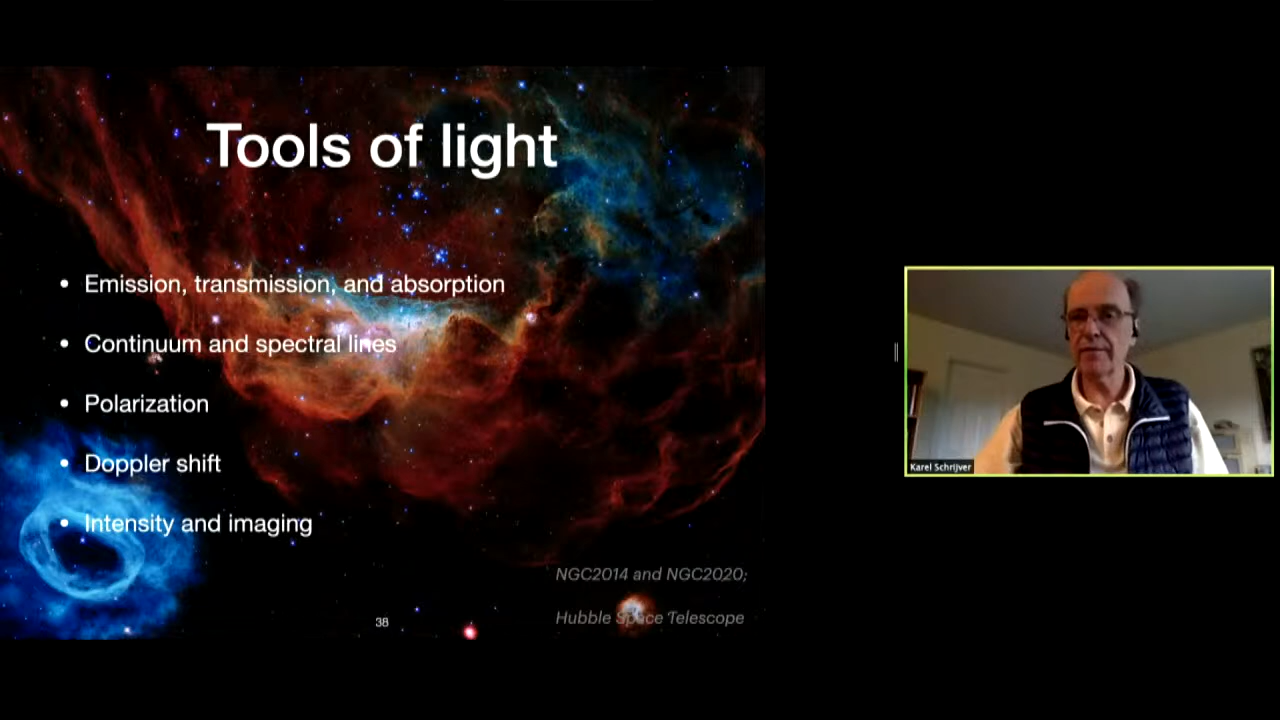 Tools of light
• Emission, transmission, and absorption
• Continuum and spectral lines
• Polarization
• Doppler shift
• Intensity and imaging
NGC2014 and NGC2020;
Hubble Space Telescope
38
Karel Schrijver